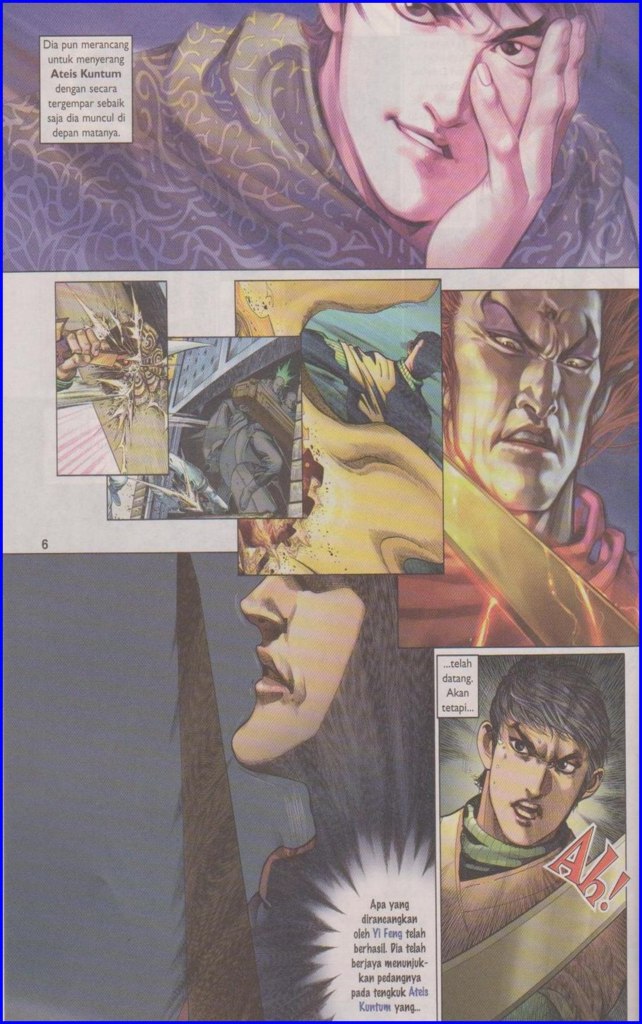 Dia pun merancang
untuk menyerang
Ateis Kuntum
dengan secara
tergempar sebaik
saja dia muncul di
depan matanya.
6
Apa yang
dirancangkan
oleh Yi Feng telah
berhasil. Dia telah
berjaya menunjuk-
kan pedangnya
pada tengkuk Ateis
Kuntum yang...
...telah
datang.
Akan
tetapi...
Ah!